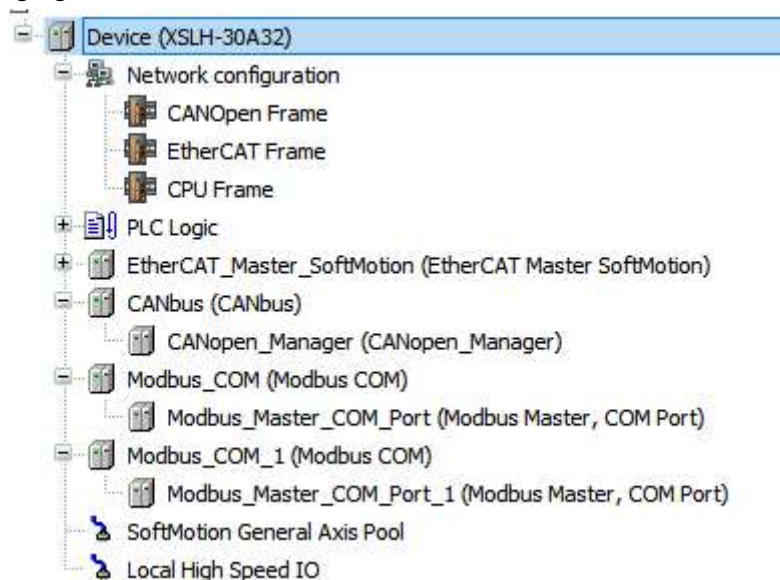 Device (XSLH-30A32)
Network configuration
CANOpen Frame
EtherCAT Frame
CPU Frame
PLC Logic
EtherCAT_Master_SoftMotion (EtherCAT Master SoftMotion)
CANbus (CANbus)
CANopen_Manager (CANopen_Manager)
Modbus_COM (Modbus COM)
Modbus_Master_COM_Port (Modbus Master, COM Port)
Modbus_COM_1 (Modbus COM)
Modbus_Master_COM_Port_1 (Modbus Master, COM Port)
SoftMotion General Axis Pool
Local High Speed IO